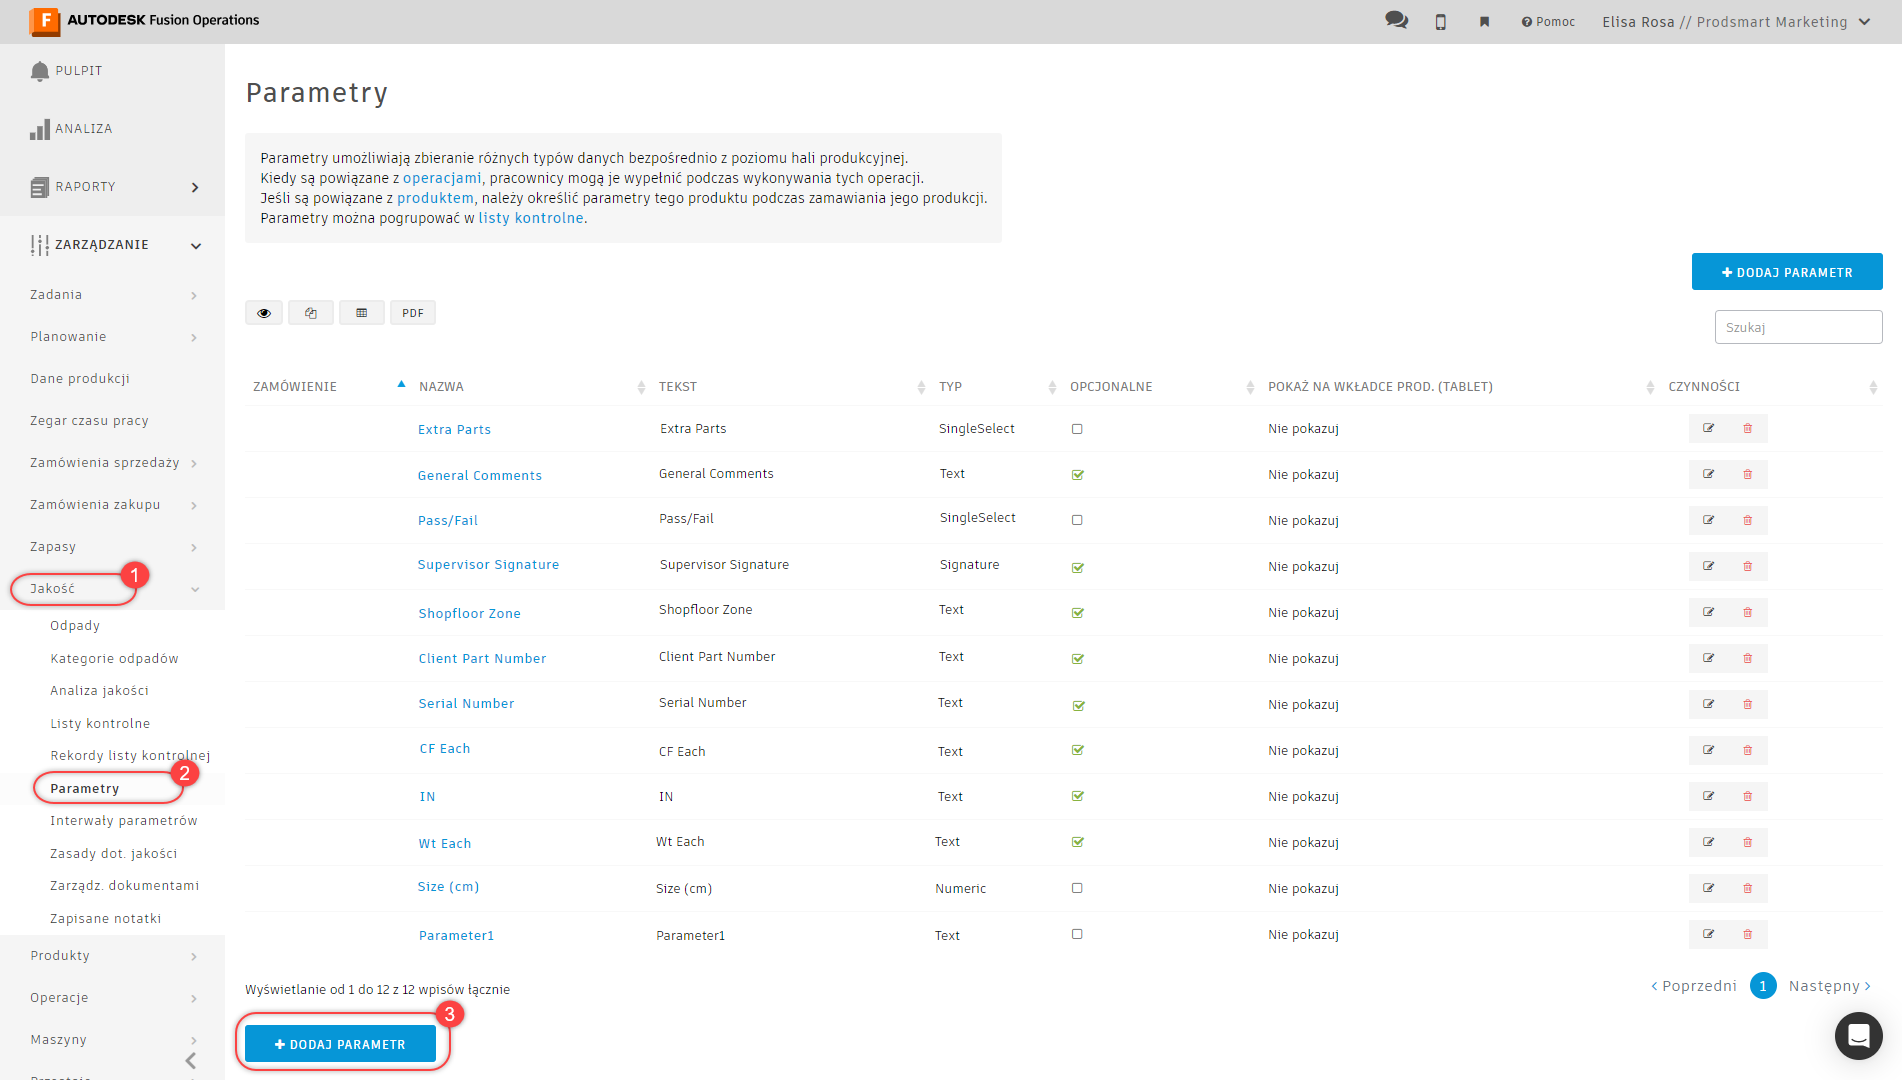 F AUTODESK Fusion Operations
Pomoc
Elisa Rosa // Prodsmart Marketing
PULPIT
ANALIZA
RAPORTY
ZARZĄDZANIE
Zadania
Planowanie
Dane produkcji
Zegar czasu pracy
Zamówienia sprzedaży
Zamówienia zakupu
Zapasy
Jakość
1
Odpady
Kategorie odpadów
Analiza jakości
Listy kontrolne
Rekordy listy kontrolnej
Parametry
2
Interwały parametrów
Zasady dot. jakości
Zarządz. dokumentami
Zapisane notatki
Produkty
Operacje
Maszyny
Parametry
Parametry umożliwiają zbieranie różnych typów danych bezpośrednio z poziomu hali produkcyjnej.
Kiedy są powiązane z operacjami, pracownicy mogą je wypełnić podczas wykonywania tych operacji.
Jeśli są powiązane z produktem, należy określić parametry tego produktu podczas zamawiania jego produkcji.
Parametry można pogrupować w listy kontrolne.
DODAJ PARAMETR
PDF
Szukaj
ZAMÓWIENIE NAZWA TEKST TYP OPCJONALNE POKAŻ NA WKŁADCE PROD. (TABLET) CZYNNOŚCI
Extra Parts Extra Parts SingleSelect Nie pokazuj
General Comments General Comments Text Nie pokazuj
Pass/Fail Pass/Fail SingleSelect Nie pokazuj
Supervisor Signature Supervisor Signature Signature Nie pokazuj
Shopfloor Zone Shopfloor Zone Text Nie pokazuj
Client Part Number Client Part Number Text Nie pokazuj
Serial Number Serial Number Text Nie pokazuj
CF Each CF Each Text Nie pokazuj
IN IN Text Nie pokazuj
Wt Each Wt Each Text Nie pokazuj
Size (cm) Size (cm) Numeric Nie pokazuj
Parameter1 Parameter1 Text Nie pokazuj
Wyświetlanie od 1 do 12 z 12 wpisów łącznie
< Poprzedni 1 Następny >
3
DODAJ PARAMETR